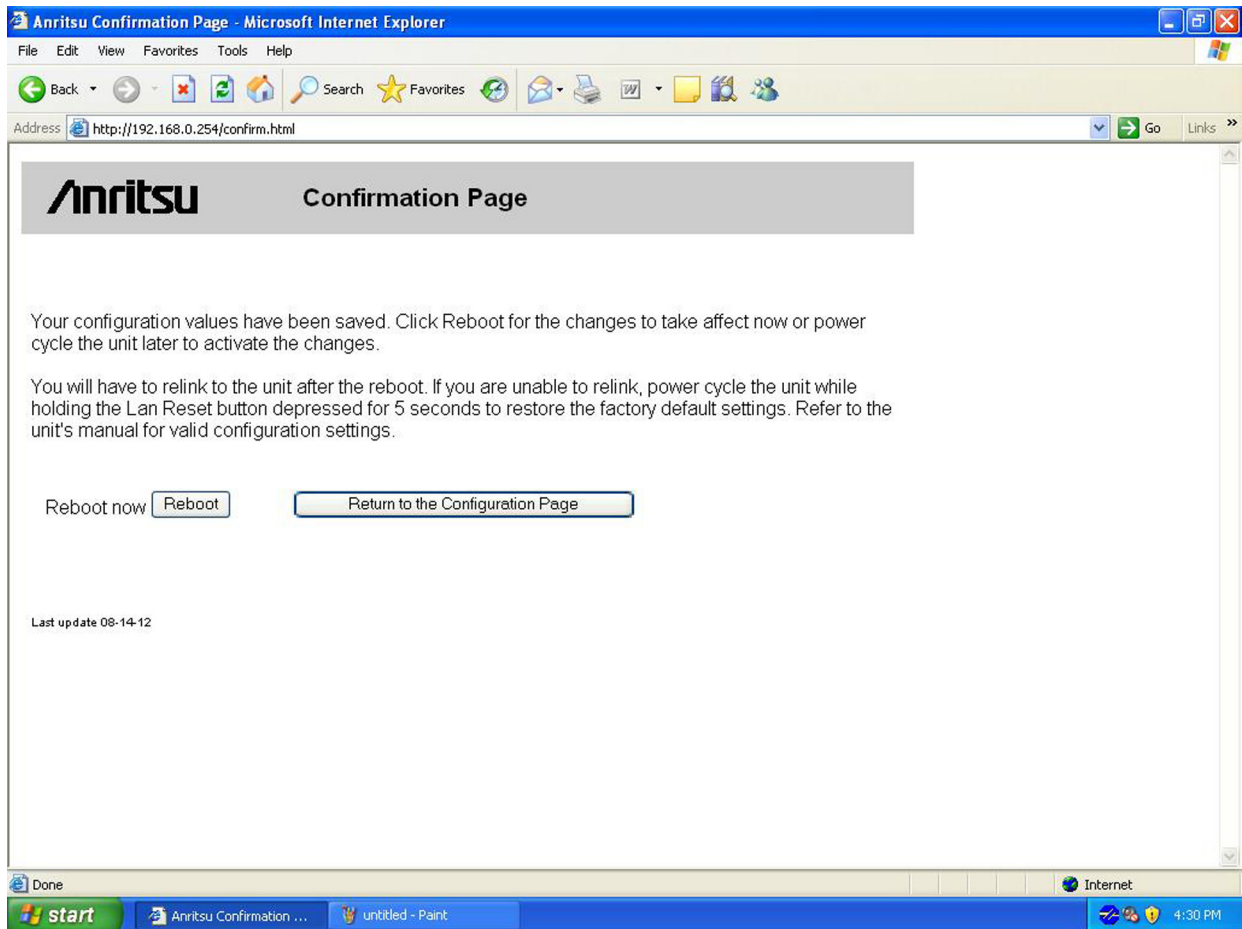 Anritsu Confirmation Page - Microsoft Internet Explorer
File Edit View Favorites Tools Help
Back Search Favorites
Address http://192.168.0.254/confirm.html Go Links »
Anritsu Confirmation Page
Your configuration values have been saved. Click Reboot for the changes to take affect now or power
cycle the unit later to activate the changes.
You will have to relink to the unit after the reboot. If you are unable to relink, power cycle the unit while
holding the Lan Reset button depressed for 5 seconds to restore the factory default settings. Refer to the
unit's manual for valid configuration settings.
Reboot now Reboot Return to the Configuration Page
Last update 08-14-12
Done Internet
start Anritsu Confirmation ... untitled - Paint 4:30 PM